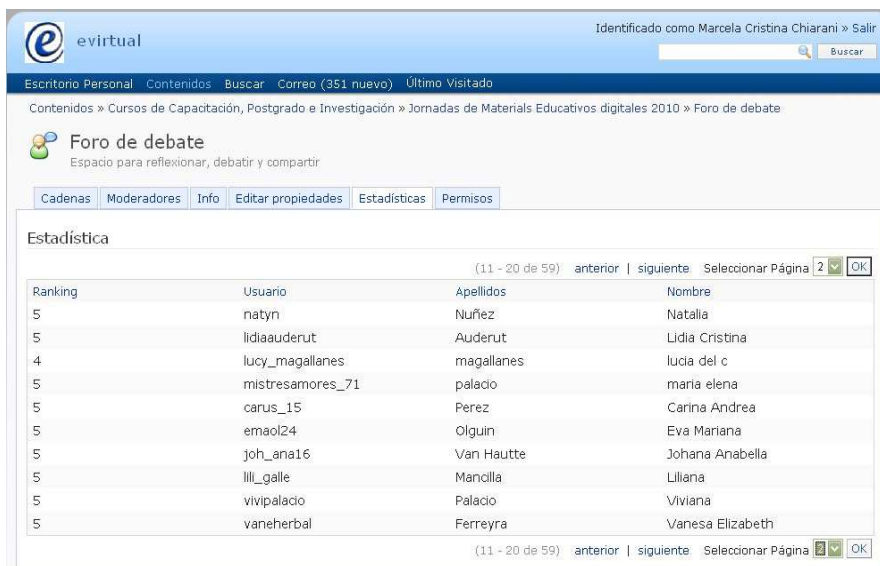 Identificado como Marcela Cristina Chiarani » Salir
evirtual
Buscar
Escritorio Personal Contenidos Buscar Correo (351 nuevo) Último Visitado
Contenidos » Cursos de Capacitación, Postgrado e Investigación » Jornadas de Materials Educativos digitales 2010 » Foro de debate
Foro de debate
Espacio para reflexionar, debatir y compartir
Cadenas Moderadores Info Editar propiedades Estadísticas Permisos
Estadística
(11 - 20 de 59) anterior | siguiente Seleccionar Página 2 OK
Ranking Usuario Apellidos Nombre
5 natyn Nuñez Natalia
5 lidiaauderut Auderut Lidia Cristina
4 lucy_magallanes magallanes lucia del c
5 mistresamores_71 palacio maria elena
5 carus_15 Perez Carina Andrea
5 emaol24 Olguin Eva Mariana
5 joh_ana16 Van Hautte Johana Anabella
5 lili_galle Mancilla Liliana
5 vivipalacio Palacio Viviana
5 vaneherbal Ferreyra Vanesa Elizabeth
(11 - 20 de 59) anterior | siguiente Seleccionar Página 2 OK